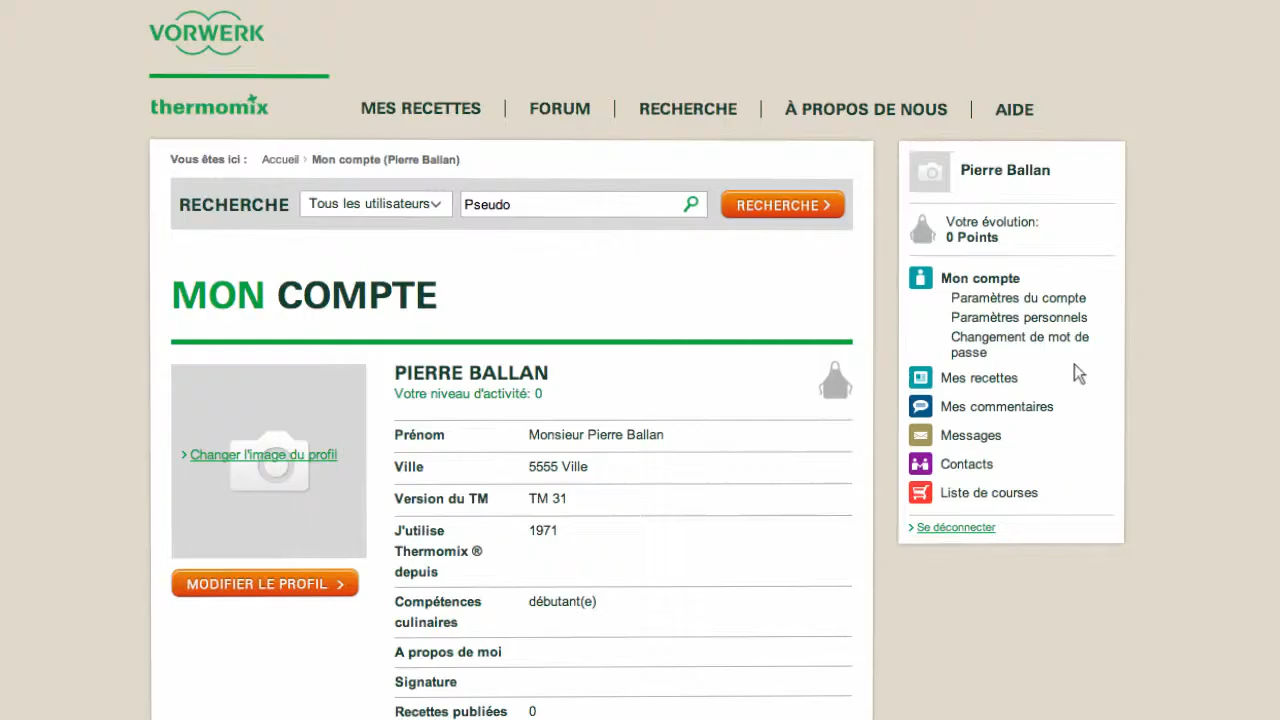 VORWERK
thermomix
MES RECETTES | FORUM | RECHERCHE | À PROPOS DE NOUS | AIDE
Vous êtes ici : Accueil › Mon compte (Pierre Ballan)
RECHERCHE Tous les utilisateurs Pseudo RECHERCHE >
MON COMPTE
Changer l'image du profil
MODIFIER LE PROFIL >
PIERRE BALLAN
Votre niveau d'activité: 0
Prénom Monsieur Pierre Ballan
Ville 5555 Ville
Version du TM TM 31
J'utilise 1971
Thermomix ®
depuis
Compétences débutant(e)
culinaires
A propos de moi
Signature
Recettes publiées 0
Pierre Ballan
Votre évolution:
0 Points
Mon compte
Paramètres du compte
Paramètres personnels
Changement de mot de
passe
Mes recettes
Mes commentaires
Messages
Contacts
Liste de courses
Se déconnecter